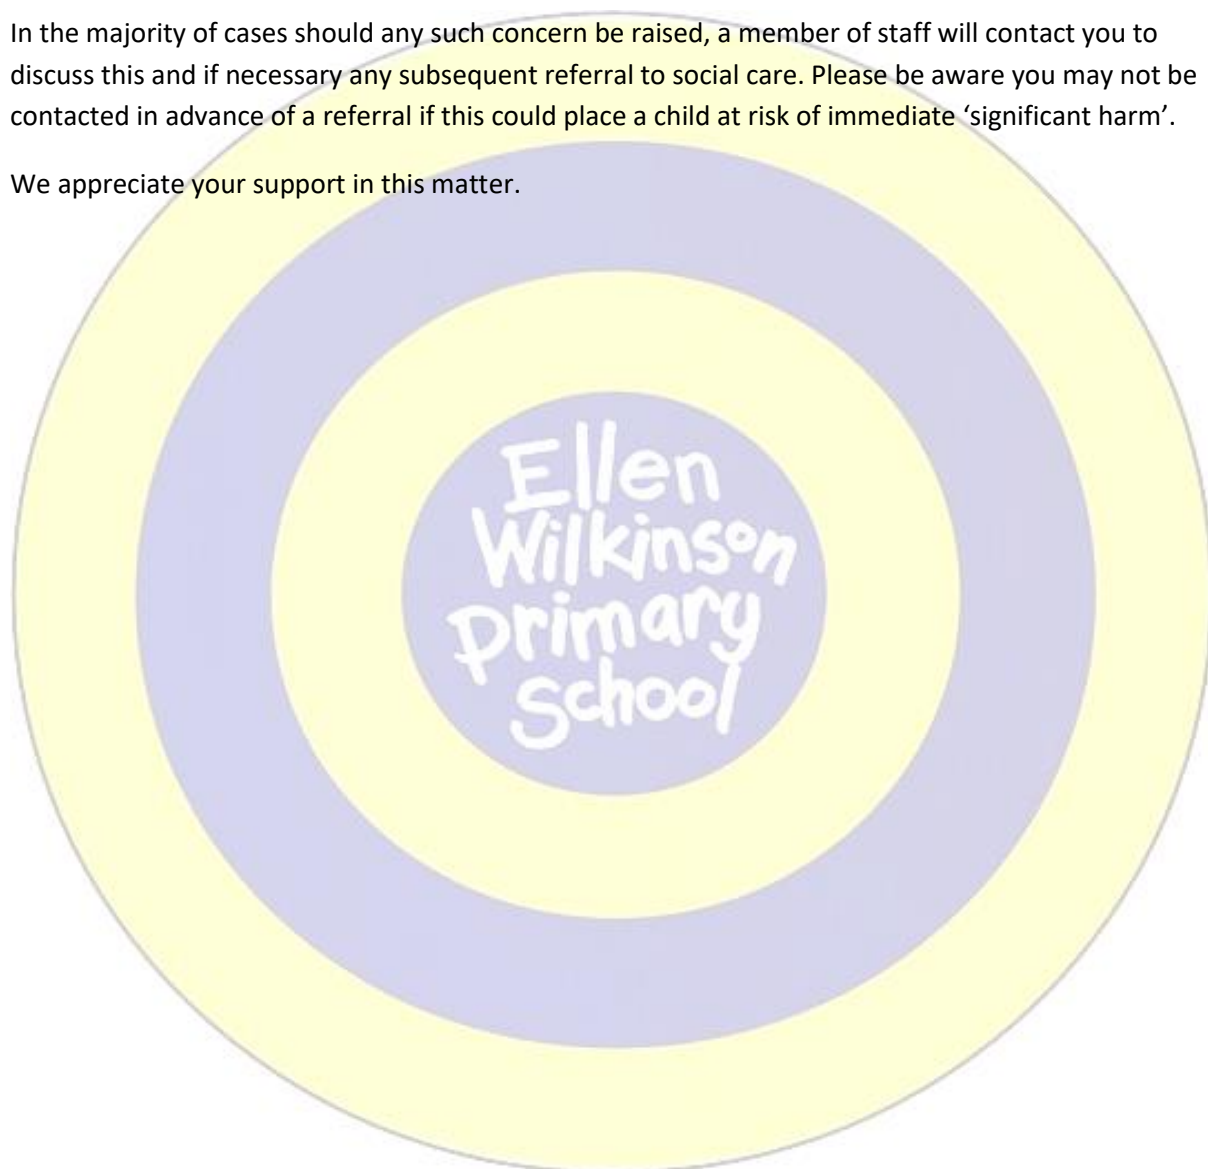 In the majority of cases should any such concern be raised, a member of staff will contact you to
discuss this and if necessary any subsequent referral to social care. Please be aware you may not be
contacted in advance of a referral if this could place a child at risk of immediate ‘significant harm’.
We appreciate your support in this matter.
Ellen
Wilkinson
primary
School